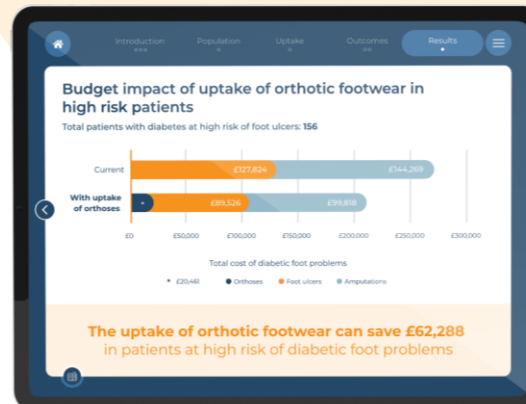 Introduction Population Uptake Outcomes Results
Budget impact of uptake of orthotic footwear in
high risk patients
Total patients with diabetes at high risk of foot ulcers: 156
Current £127,824 £144,269
With uptake
of orthoses
* £89,526 £99,818
£0 £50,000 £100,000 £150,000 £200,000 £250,000 £300,000
Total cost of diabetic foot problems
* £20,461 Orthoses Foot ulcers Amputations
The uptake of orthotic footwear can save £62,288
in patients at high risk of diabetic foot problems